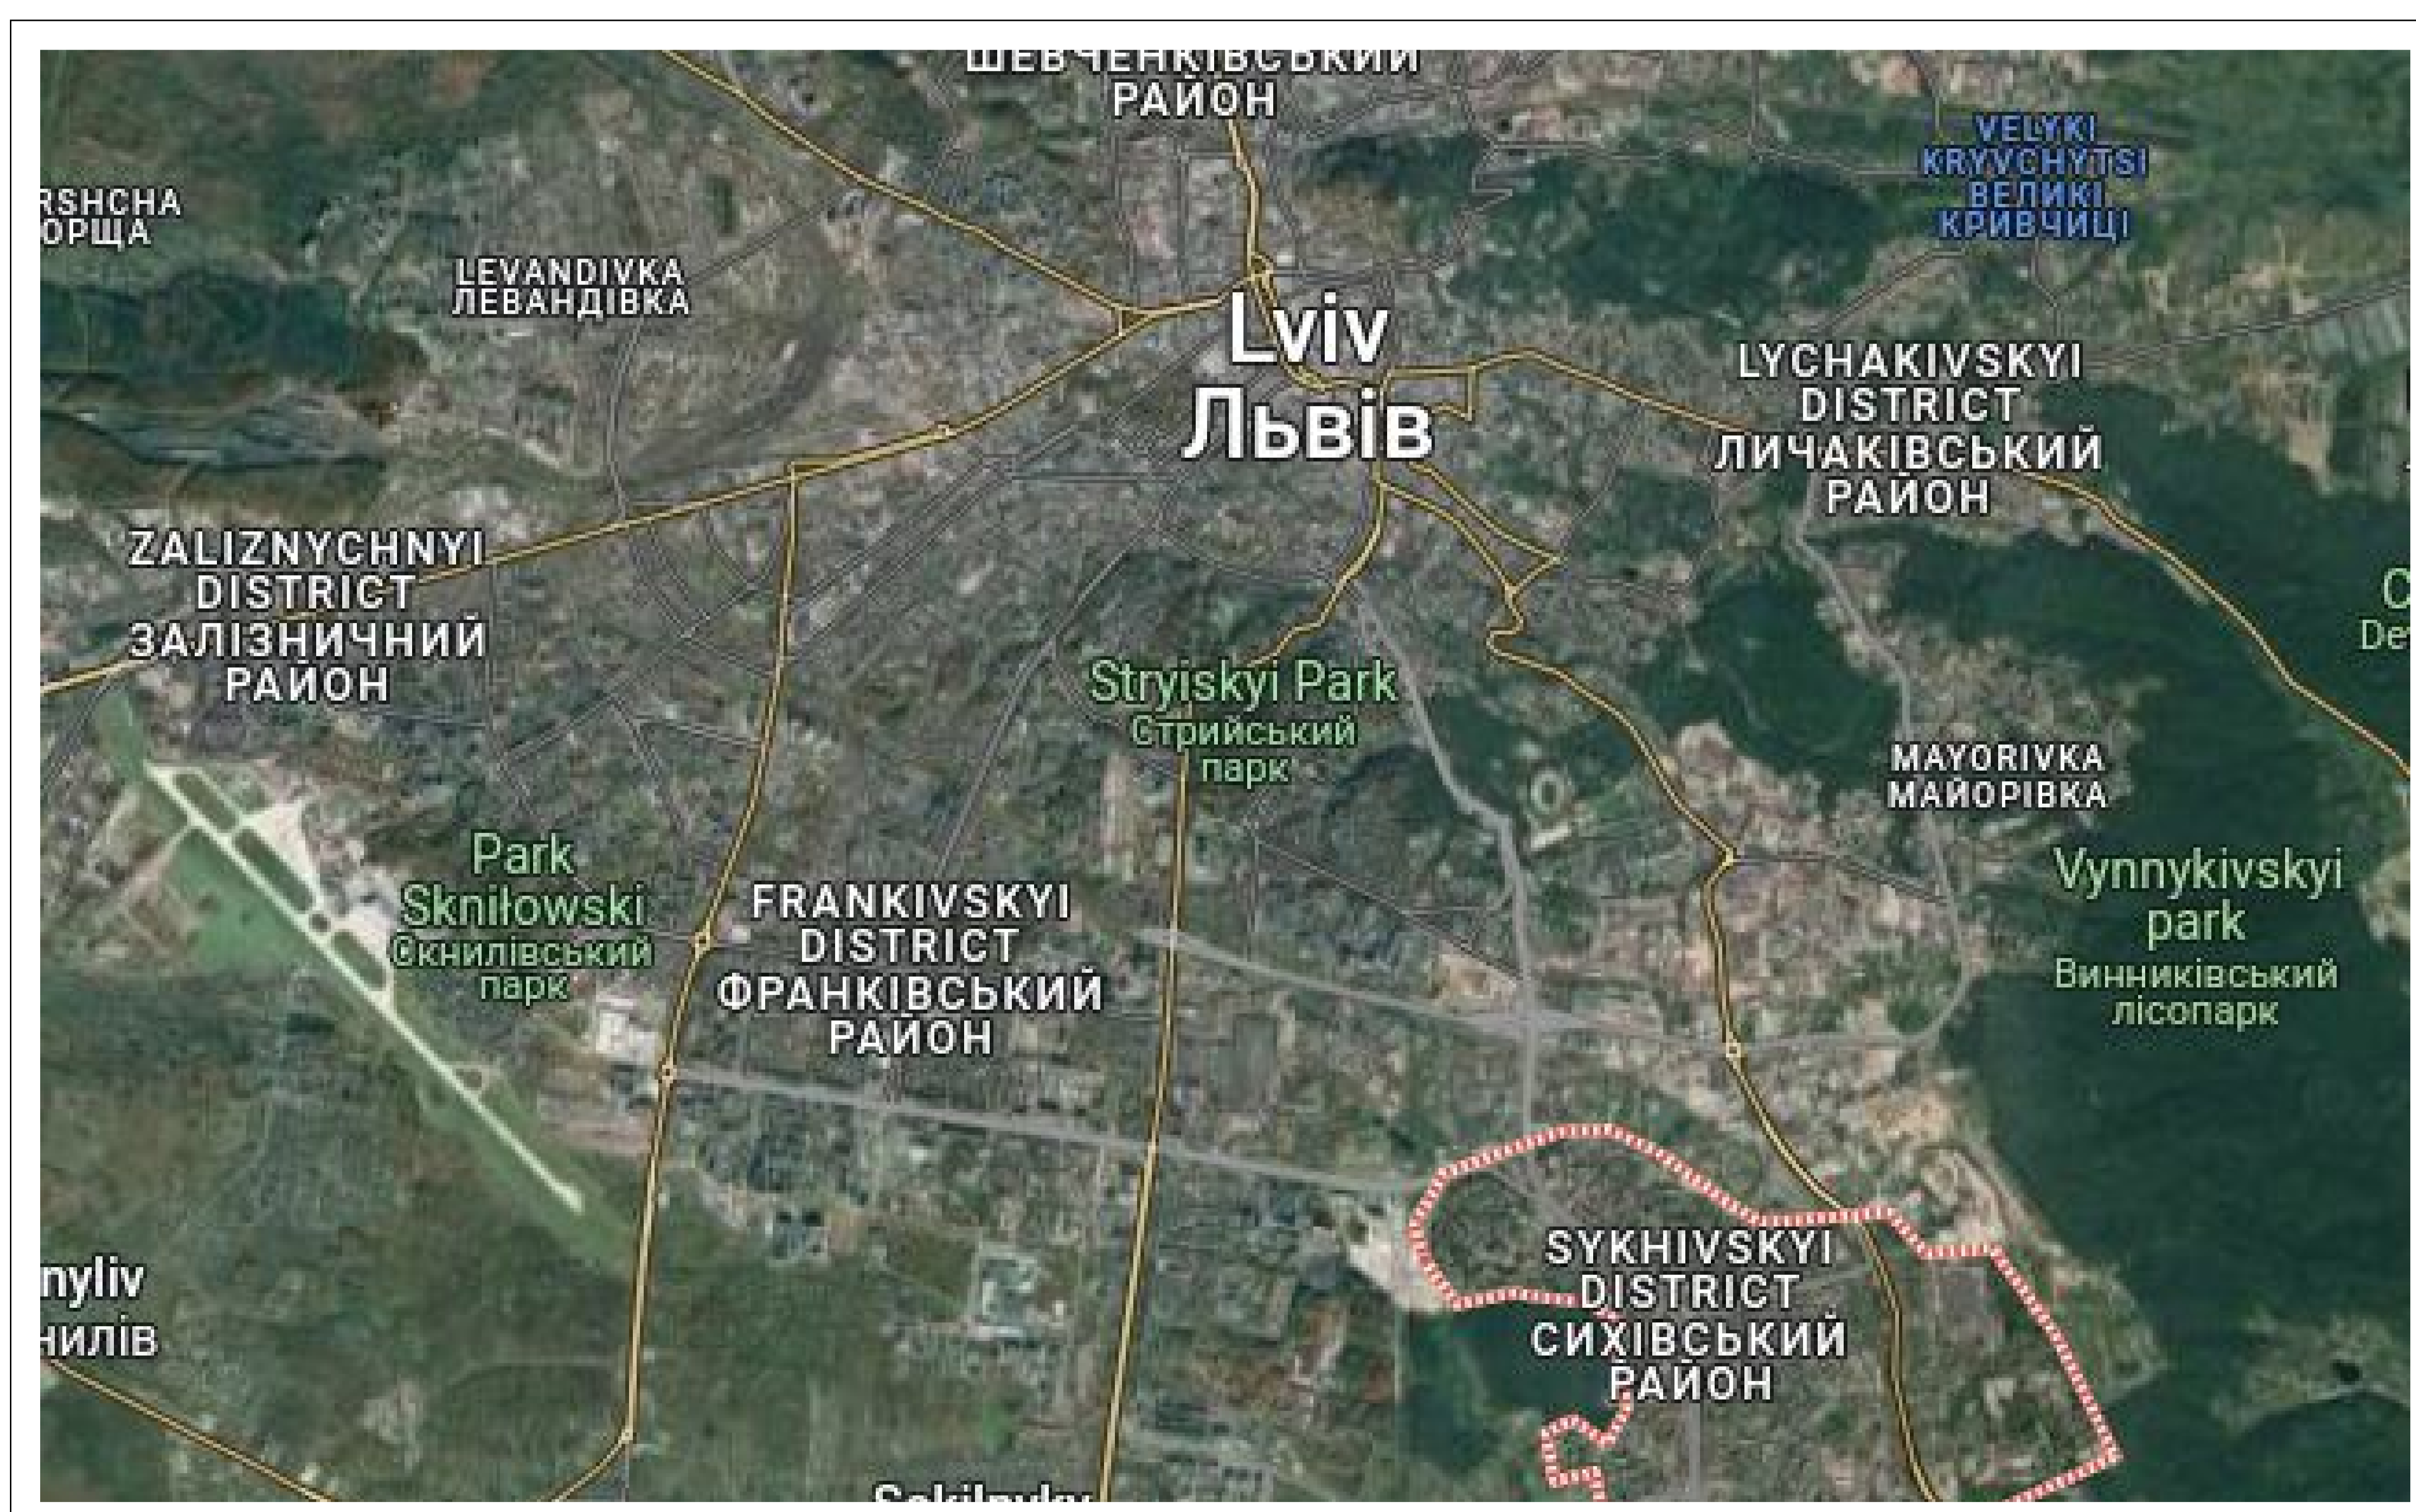 ШЕВЧЕНКІВСЬКИЙ
РАЙОН
VELYKI
KRYVCHYTSI
ВЕЛИКІ
КРИВЧИЦІ
RSHCHA
ОРЩА
LEVANDIVKA
ЛЕВАНДІВКА
Lviv
Львів
LYCHAKIVSKYI
DISTRICT
ЛИЧАКІВСЬКИЙ
РАЙОН
ZALIZNYCHNYI
DISTRICT
ЗАЛІЗНИЧНИЙ
РАЙОН
Stryiskyi Park
Стрийський
парк
MAYORIVKA
МАЙОРІВКА
Park
Skniłowski
Скнилівський
парк
FRANKIVSKYI
DISTRICT
ФРАНКІВСЬКИЙ
РАЙОН
Vynnykivskyi
park
Винниківський
лісопарк
SYKHIVSKYI
DISTRICT
СИХІВСЬКИЙ
РАЙОН
nyliv
нилів
Sokilnyky